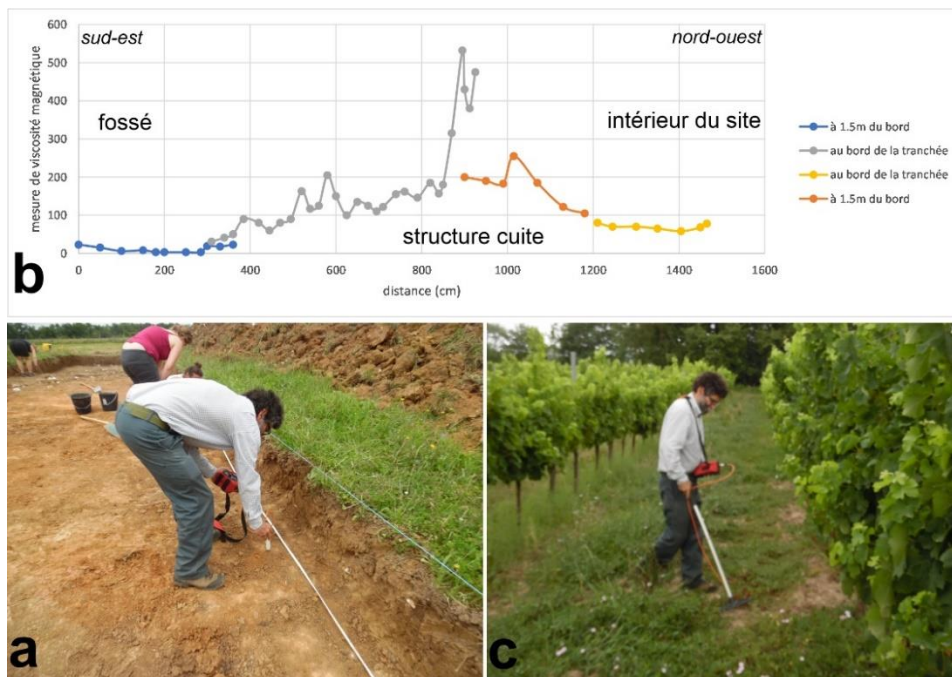 600
sud-est
nord-ouest
500
400
300
200
100
0
mesure de viscosité magnétique
fossé
intérieur du site
structure cuite
à 1.5m du bord
au bord de la tranchée
au bord de la tranchée
à 1.5m du bord
0 200 400 600 800 1000 1200 1400 1600
distance (cm)
b
a
c